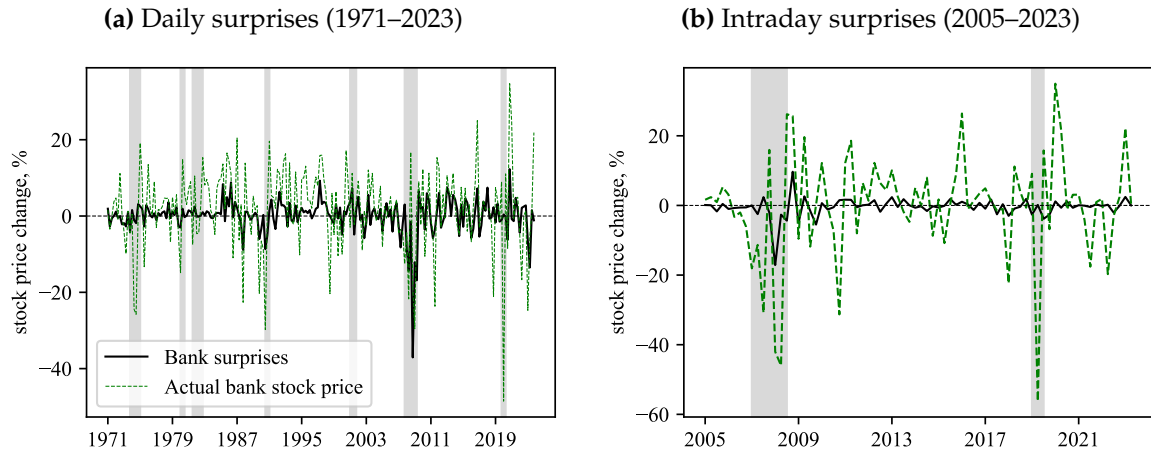 (a) Daily surprises (1971–2023)
stock price change, %
20
0
−20
−40
Bank surprises
Actual bank stock price
1971 1979 1987 1995 2003 2011 2019
(b) Intraday surprises (2005–2023)
stock price change, %
20
0
−20
−40
−60
2005 2009 2013 2017 2021